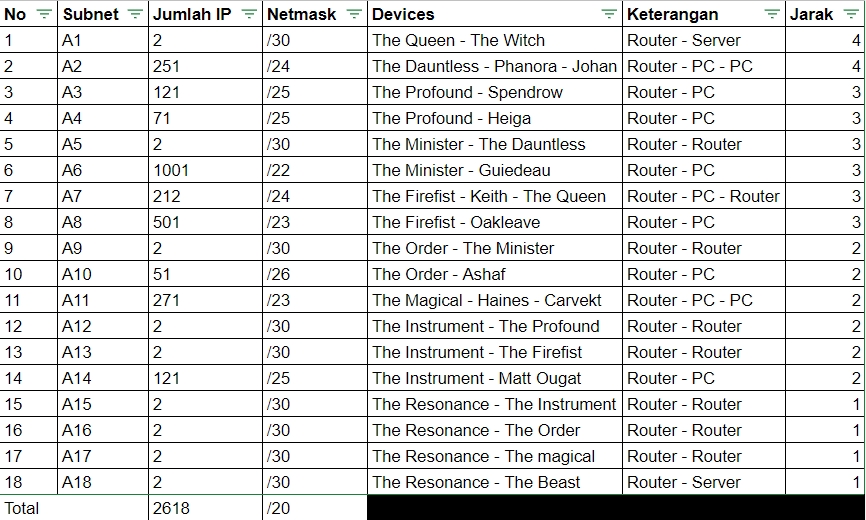 No Subnet Jumlah IP Netmask Devices Keterangan Jarak
1 A1 2 /30 The Queen - The Witch Router - Server 4
2 A2 251 /24 The Dauntless - Phanora - Johan Router - PC - PC 4
3 A3 121 /25 The Profound - Spendrow Router - PC 3
4 A4 71 /25 The Profound - Heiga Router - PC 3
5 A5 2 /30 The Minister - The Dauntless Router - Router 3
6 A6 1001 /22 The Minister - Guiedeau Router - PC 3
7 A7 212 /24 The Firefist - Keith - The Queen Router - PC - Router 3
8 A8 501 /23 The Firefist - Oakleave Router - PC 3
9 A9 2 /30 The Order - The Minister Router - Router 2
10 A10 51 /26 The Order - Ashaf Router - PC 2
11 A11 271 /23 The Magical - Haines - Carvekt Router - PC - PC 2
12 A12 2 /30 The Instrument - The Profound Router - Router 2
13 A13 2 /30 The Instrument - The Firefist Router - Router 2
14 A14 121 /25 The Instrument - Matt Ougat Router - PC 2
15 A15 2 /30 The Resonance - The Instrument Router - Router 1
16 A16 2 /30 The Resonance - The Order Router - Router 1
17 A17 2 /30 The Resonance - The magical Router - Router 1
18 A18 2 /30 The Resonance - The Beast Router - Server 1
Total 2618 /20